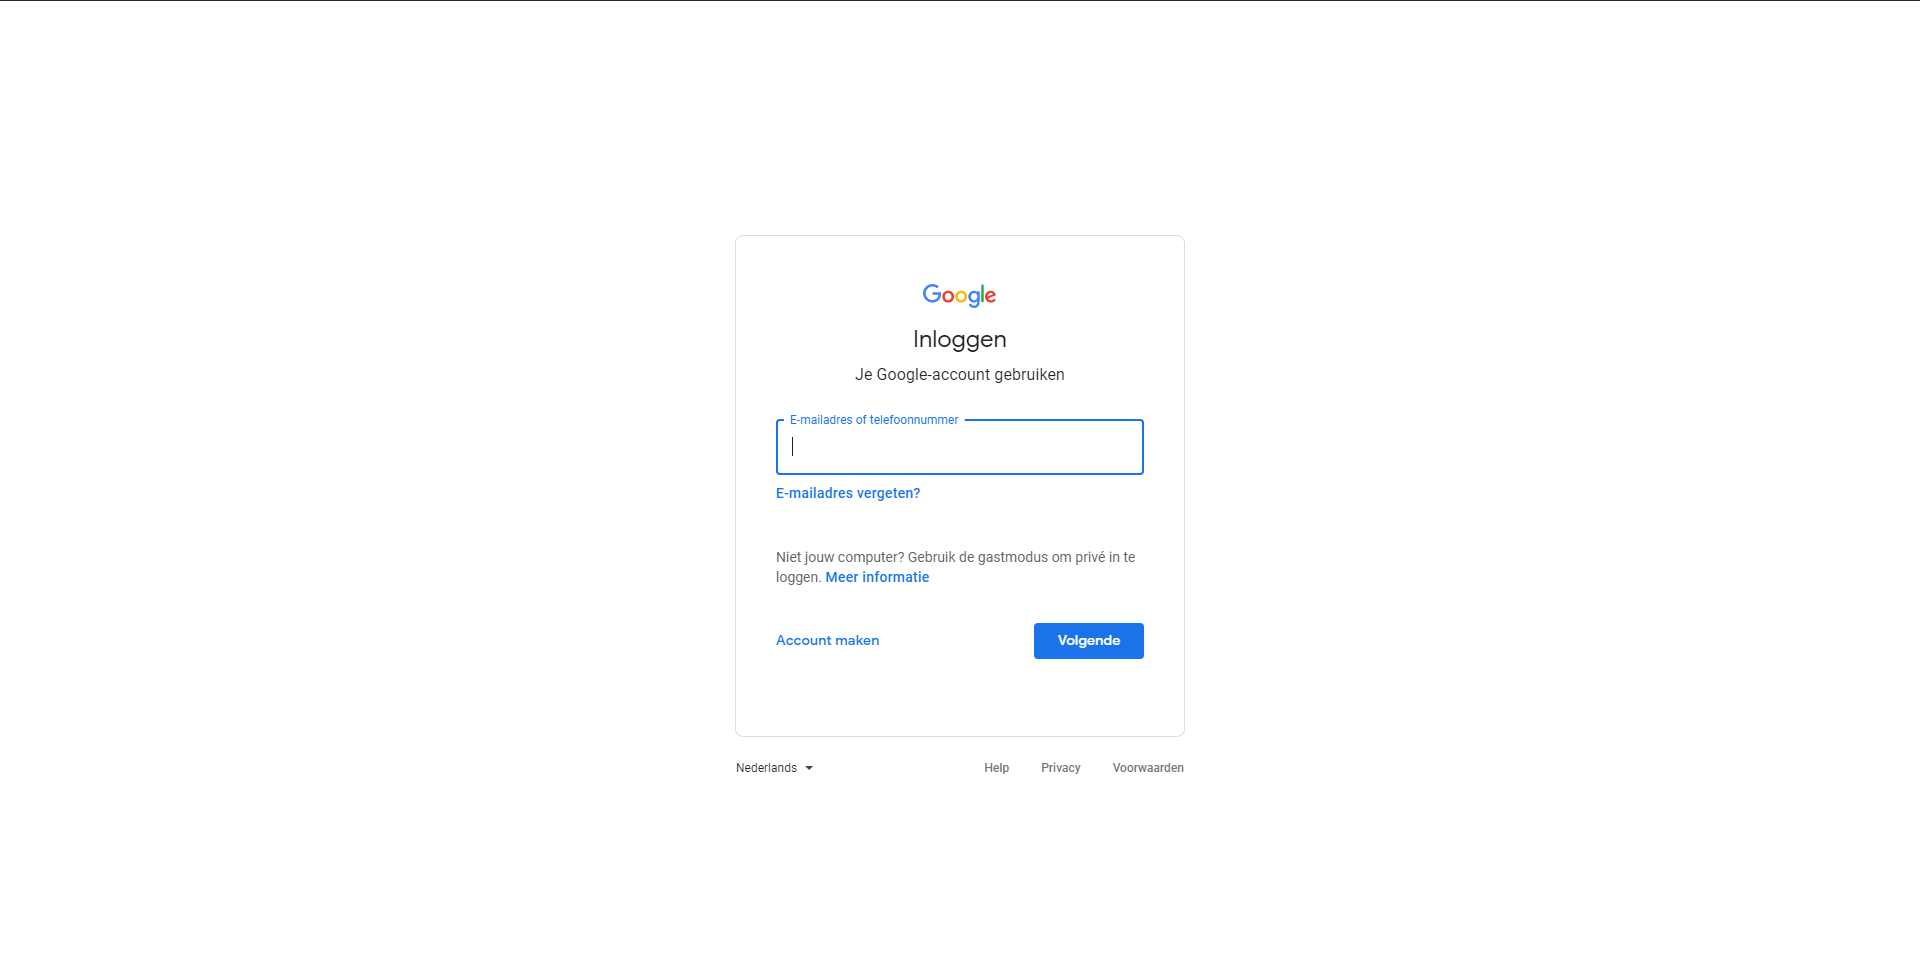 Google
Inloggen
Je Google-account gebruiken
E-mailadres of telefoonnummer
E-mailadres vergeten?
Niet jouw computer? Gebruik de gastmodus om privé in te
loggen. Meer informatie
Account maken Volgende
Nederlands Help Privacy Voorwaarden